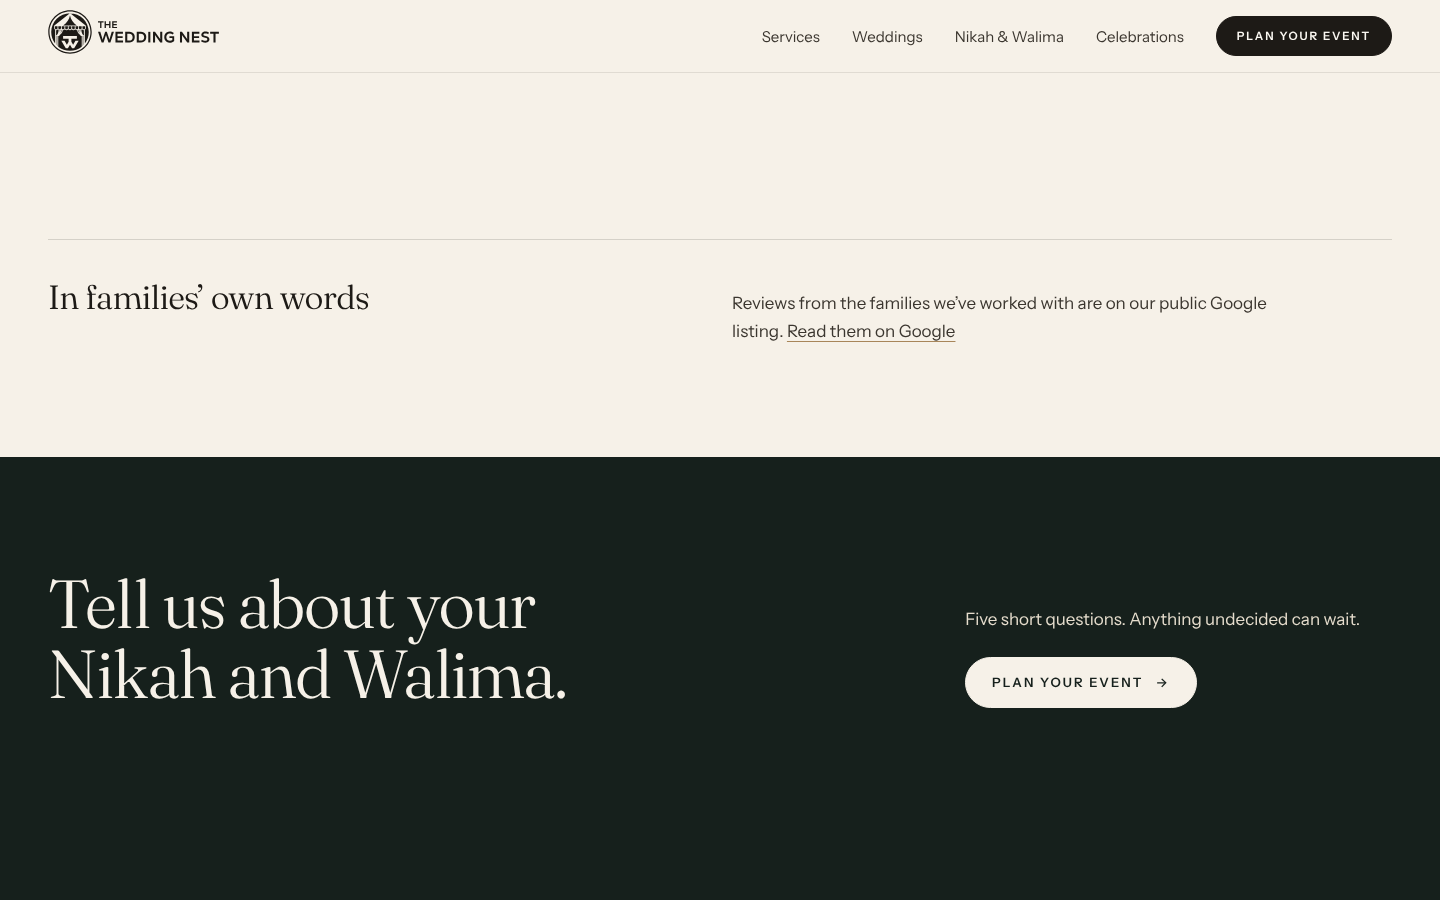 THE
WEDDING NEST
Services Weddings Nikah & Walima Celebrations PLAN YOUR EVENT
In families’ own words
Reviews from the families we’ve worked with are on our public Google
listing. Read them on Google
Tell us about your
Nikah and Walima.
Five short questions. Anything undecided can wait.
PLAN YOUR EVENT →